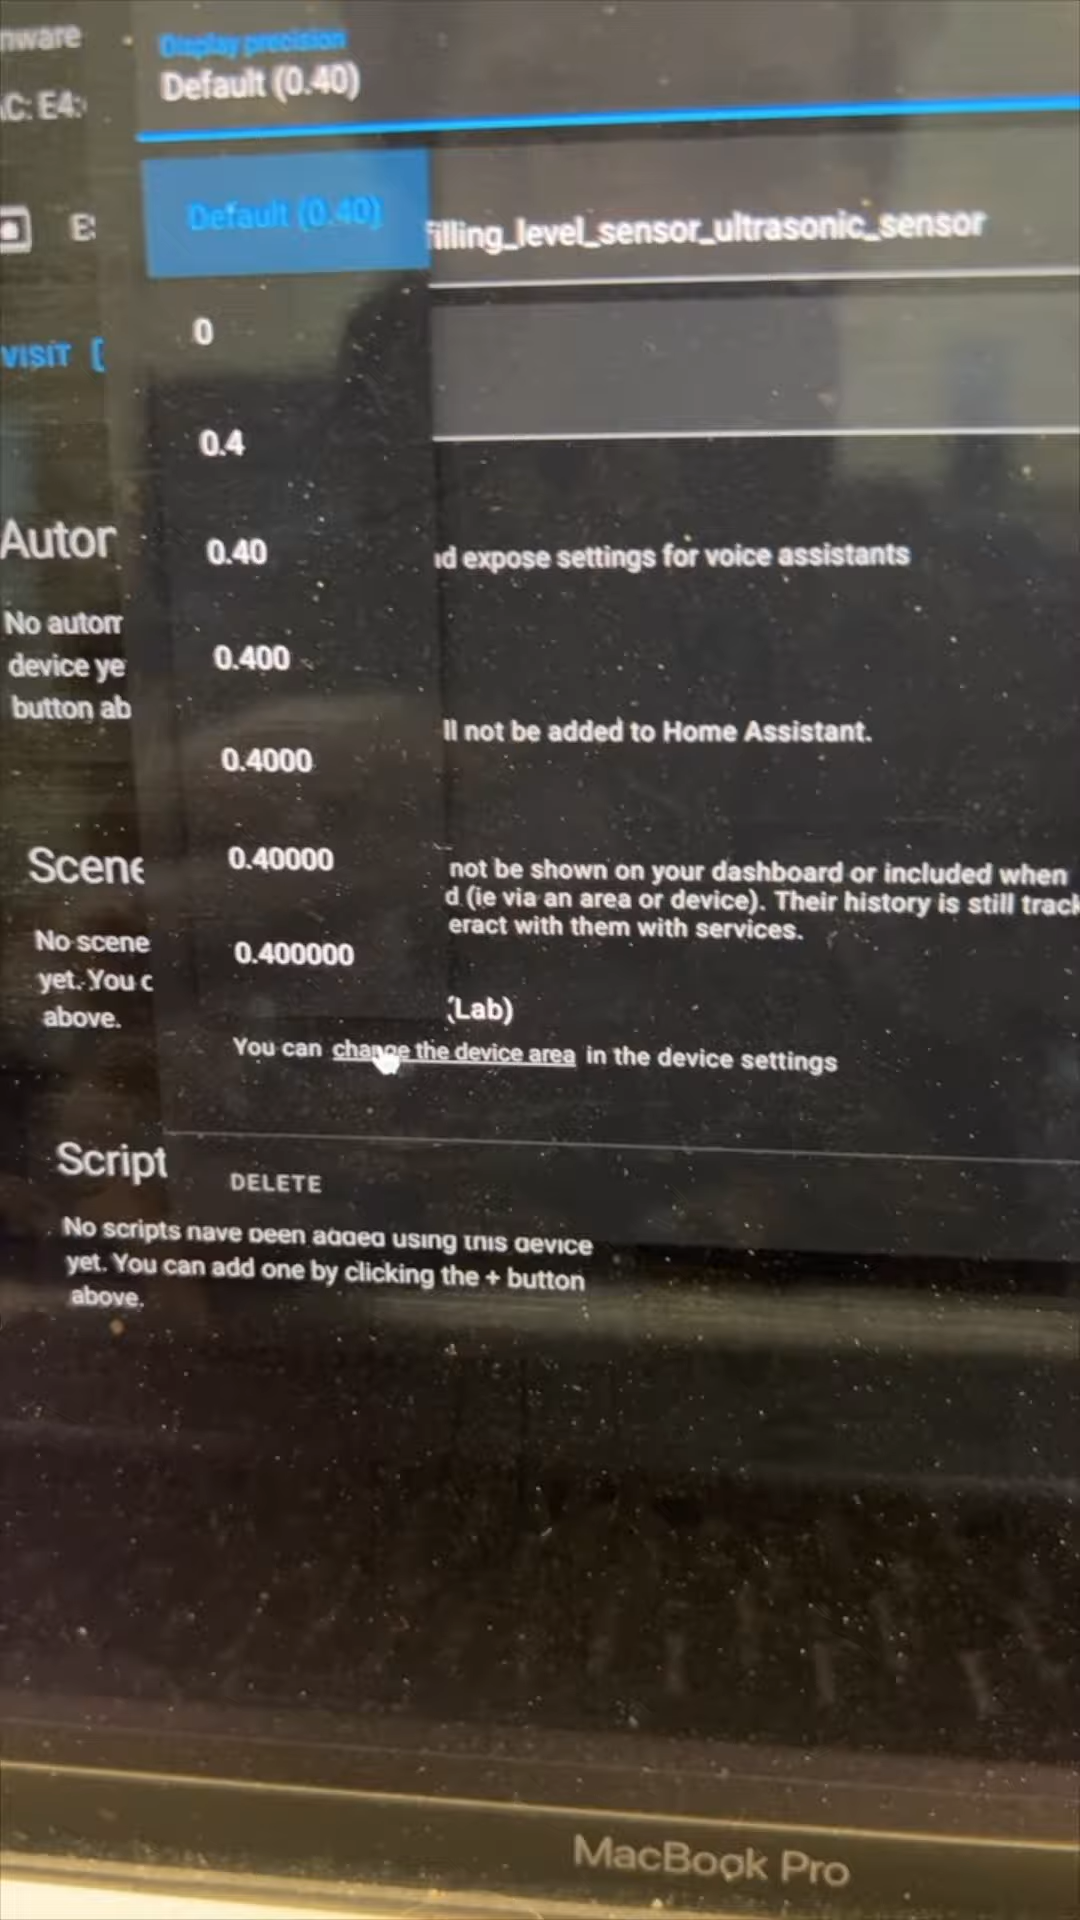 nware
Display precision
Default (0.40)
C: E4:
Default (0.40)
filling_level_sensor_ultrasonic_sensor
0
VISIT
0.4
Autor
0.40
d expose settings for voice assistants
No autom
device ye
button ab
0.400
ll not be added to Home Assistant.
0.4000
Scene
0.40000
not be shown on your dashboard or included when
d (ie via an area or device). Their history is still track
eract with them with services.
No scene
yet. You c
above.
0.400000
(Lab)
You can change the device area in the device settings
Script
DELETE
No scripts have been added using this device
yet. You can add one by clicking the + button
above.
MacBook Pro